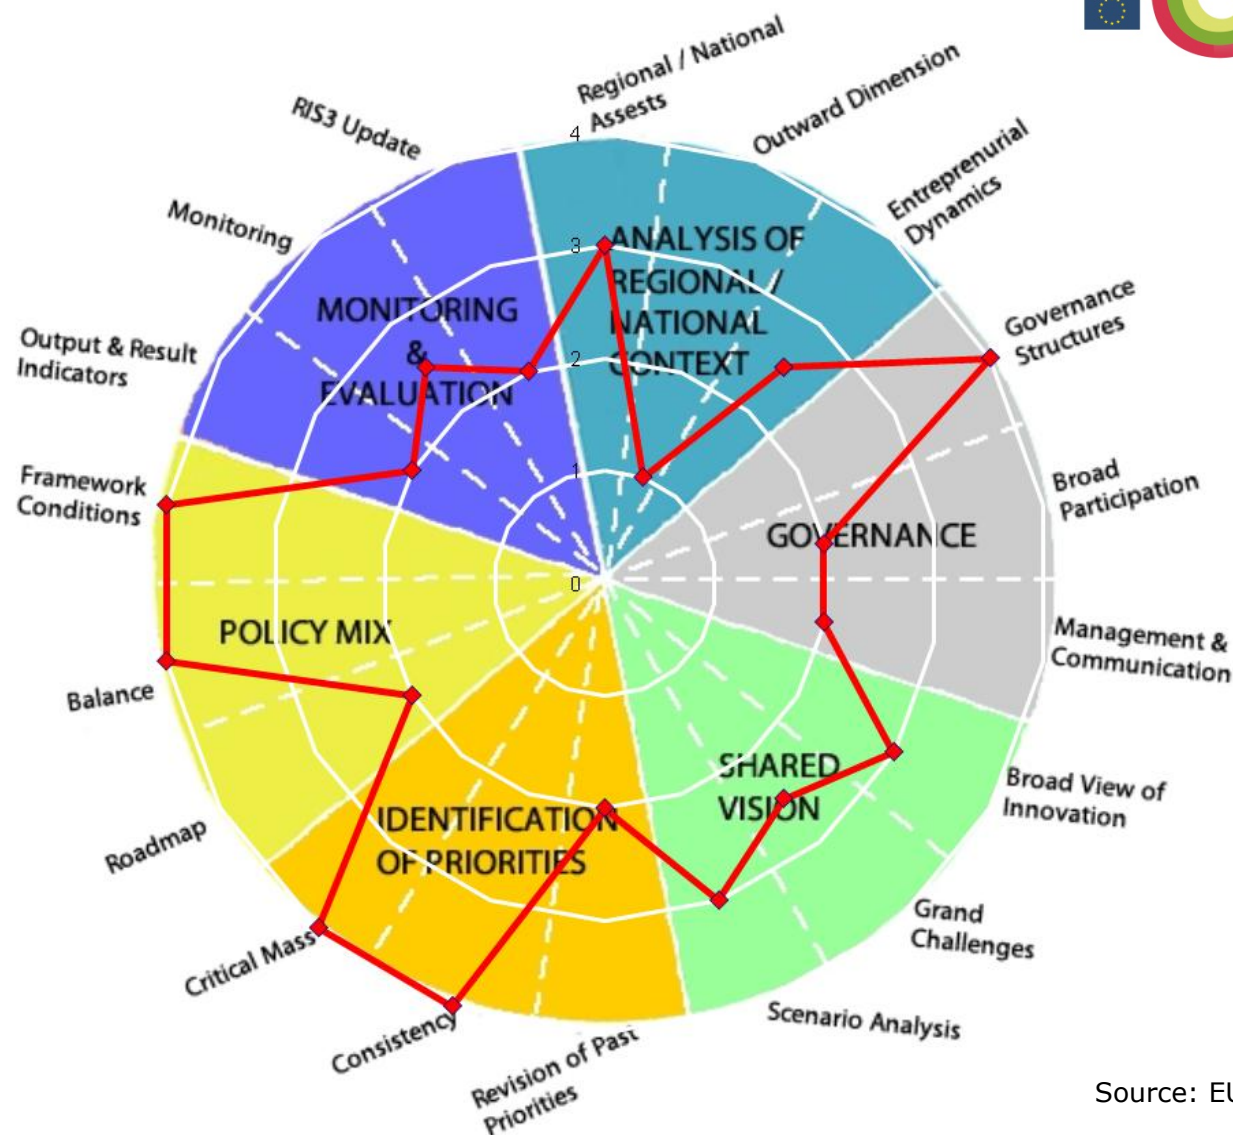 Regional / National
Assests
Outward Dimension
Entreprenurial
Dynamics
Governance
Structures
Broad
Participation
Management &
Communication
Broad View of
Innovation
Grand
Challenges
Scenario Analysis
Revision of Past
Priorities
Consistency
Critical Mass
Roadmap
Balance
Framework
Conditions
Output & Result
Indicators
Monitoring
RIS3 Update
4
3
2
1
0
ANALYSIS OF
REGIONAL /
NATIONAL
CONTEXT
GOVERNANCE
SHARED
VISION
IDENTIFICATION
OF PRIORITIES
POLICY MIX
MONITORING
&
EVALUATION
Source: EU